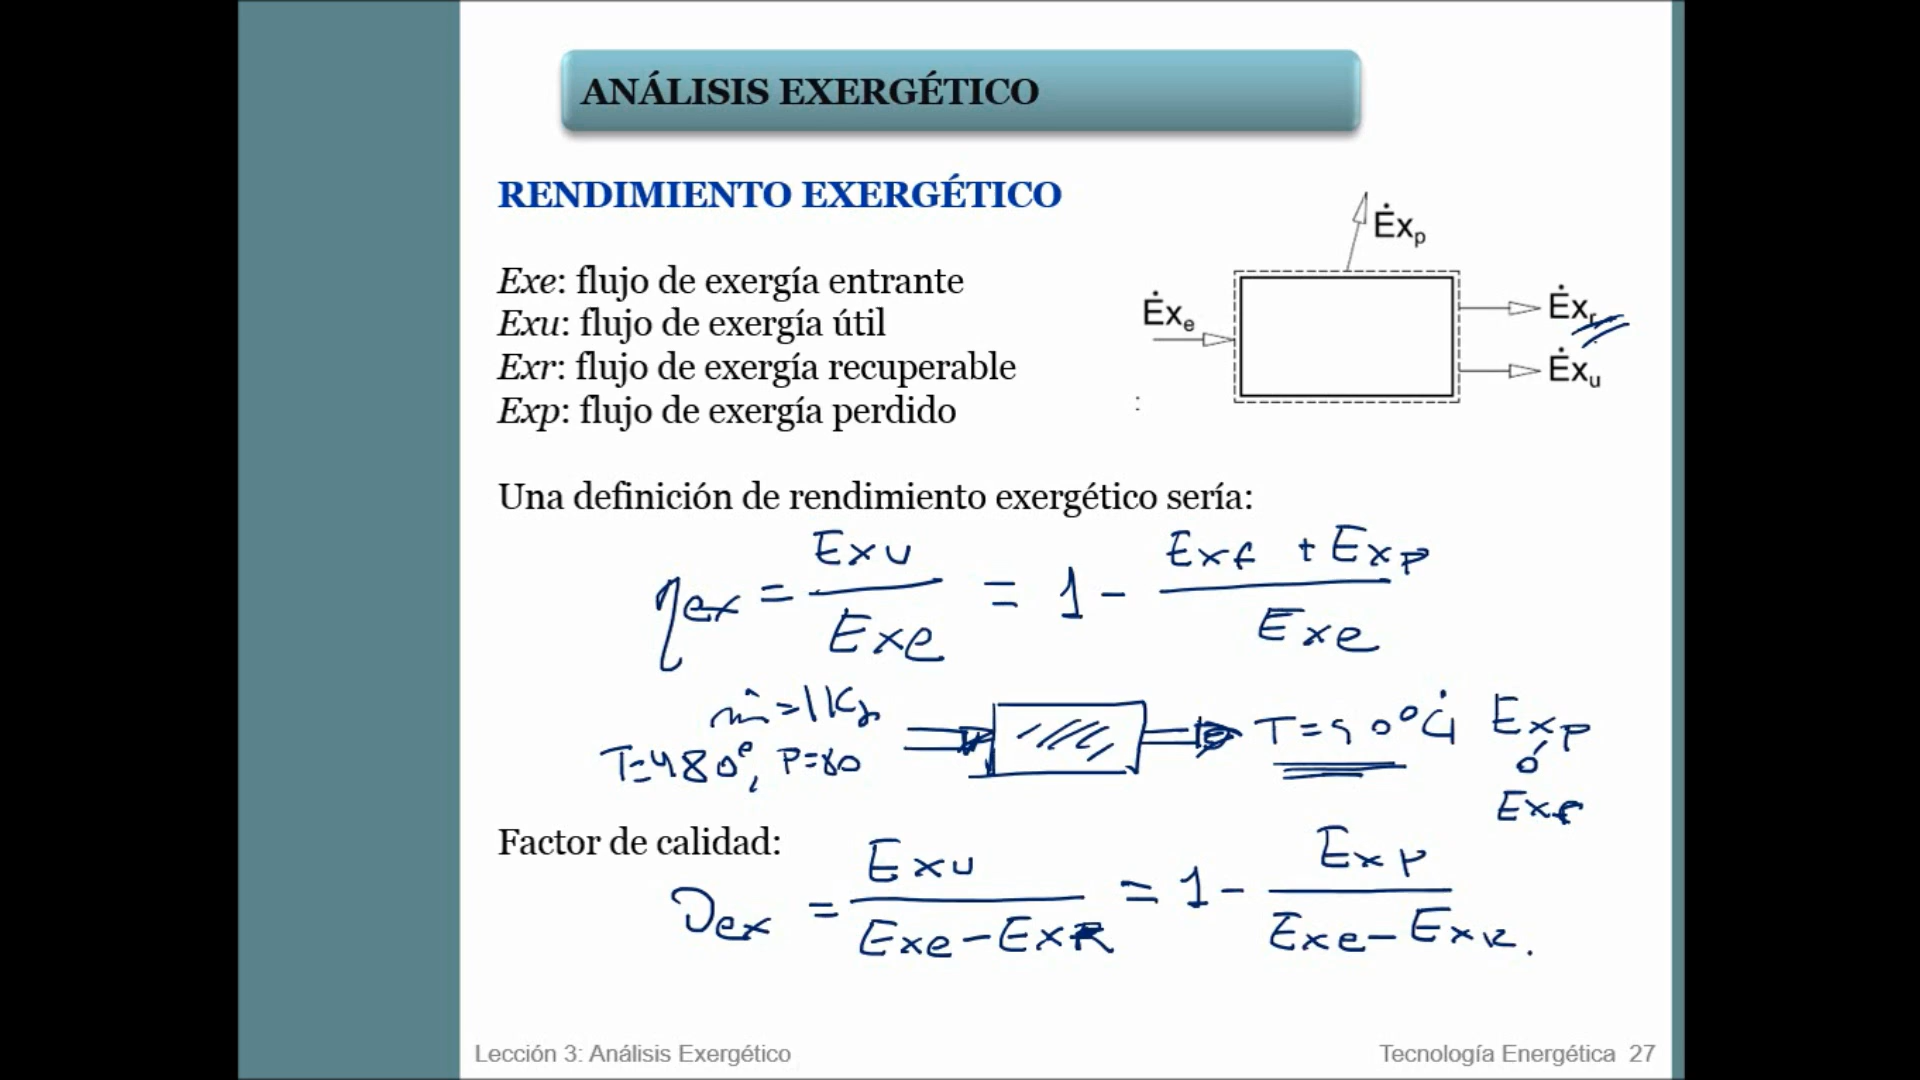 ANÁLISIS EXERGÉTICO
RENDIMIENTO EXERGÉTICO
Exe: flujo de exergía entrante
Exu: flujo de exergía útil
Exr: flujo de exergía recuperable
Exp: flujo de exergía perdido
Ėxp
Ėxe
Ėxr
Ėxu
:
Una definición de rendimiento exergético sería:
ηex = Exu / Exe = 1 - (Exr + Exp) / Exe
ṁ = 1 Kg
T=480°, P=80
T=90°C
Exp
ó
Exr
Factor de calidad:
νex = Exu / (Exe - ExR) = 1 - Exp / (Exe - ExR).
Lección 3: Análisis Exergético
Tecnología Energética 27